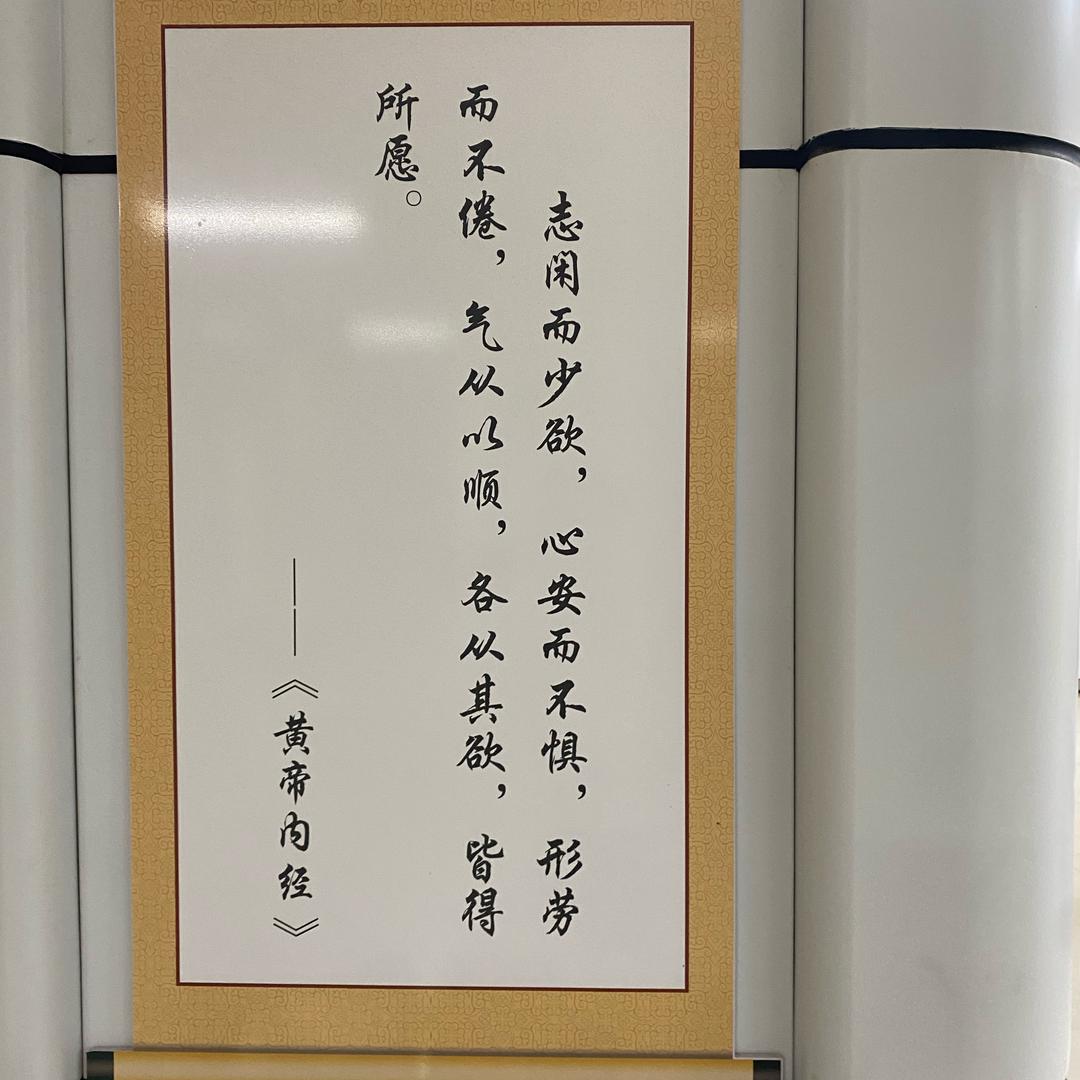 志闲而少欲，心安而不惧，形劳
而不倦，气从以顺，各从其欲，皆得
所愿。
——《黄帝内经》